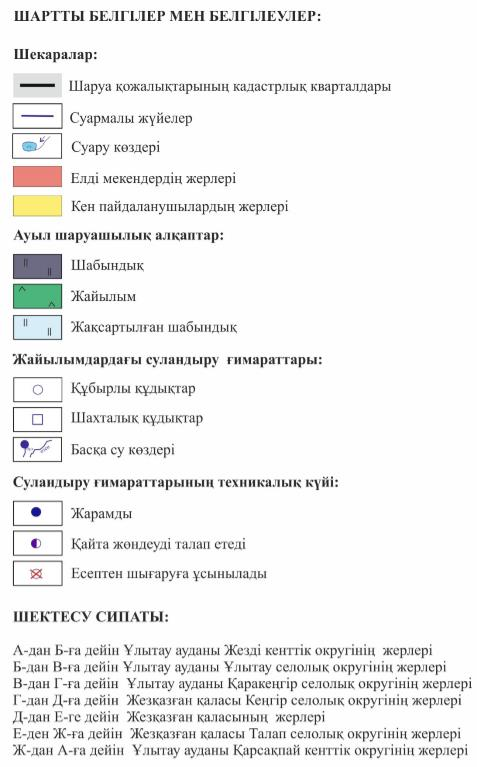 ШАРТТЫ БЕЛГІЛЕР МЕН БЕЛГІЛЕУЛЕР:
Шекаралар:
Шаруа қожалықтарының кадастрлық кварталдары
Суармалы жүйелер
Суару көздері
Елді мекендердің жерлері
Кен пайдаланушылардың жерлері
Ауыл шаруашылық алқаптар:
Шабындық
Жайылым
Жақсартылған шабындық
Жайылымдардағы суландыру ғимараттары:
Құбырлы құдықтар
Шахталық құдықтар
Басқа су көздері
Суландыру ғимараттарының техникалық күйі:
Жарамды
Қайта жөндеуді талап етеді
Есептен шығаруға ұсынылады
ШЕКТЕСУ СИПАТЫ:
А-дан Б-ға дейін Ұлытау ауданы Жезді кенттік округінің жерлері
Б-дан В-ға дейін Ұлытау ауданы Ұлытау селолық округінің жерлері
В-дан Г-ға дейін Ұлытау ауданы Қаракеңгір селолық округінің жерлері
Г-дан Д-ға дейін Жезқазған қаласы Кеңгір селолық округінің жерлері
Д-дан Е-ге дейін Жезқазған қаласының жерлері
Е-ден Ж-ға дейін Жезқазған қаласы Талап селолық округінің жерлері
Ж-дан А-ға дейін Ұлытау ауданы Қарсақпай кенттік округінің жерлері